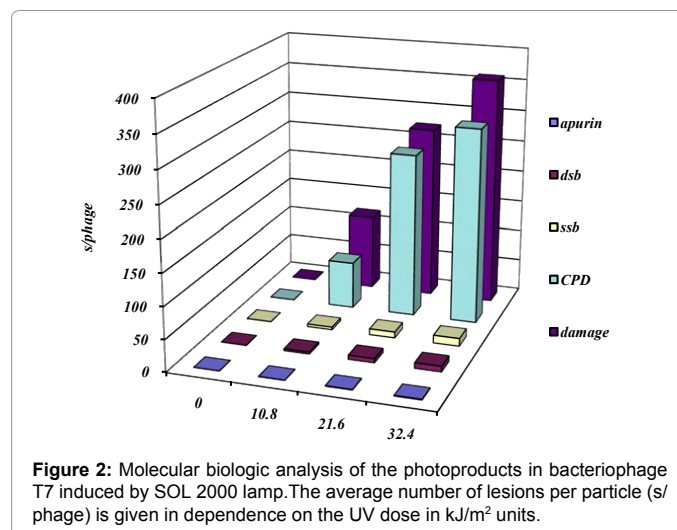 400
350
300
250
200
150
100
50
0
s/phage
0
10.8
21.6
32.4
apurin
dsb
ssb
CPD
damage
Figure 2: Molecular biologic analysis of the photoproducts in bacteriophage
T7 induced by SOL 2000 lamp.The average number of lesions per particle (s/
phage) is given in dependence on the UV dose in kJ/m² units.